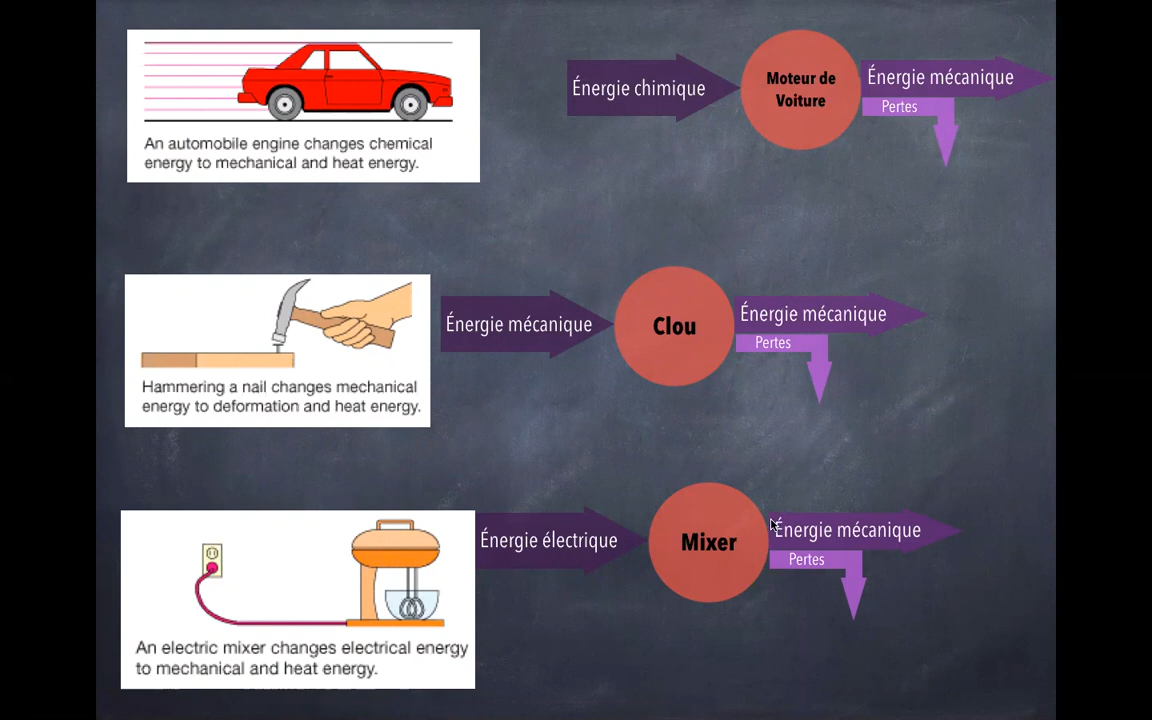 An automobile engine changes chemical
energy to mechanical and heat energy.
Énergie chimique
Moteur de
Voiture
Énergie mécanique
Pertes
Hammering a nail changes mechanical
energy to deformation and heat energy.
Énergie mécanique
Clou
Énergie mécanique
Pertes
An electric mixer changes electrical energy
to mechanical and heat energy.
Énergie électrique
Mixer
Énergie mécanique
Pertes